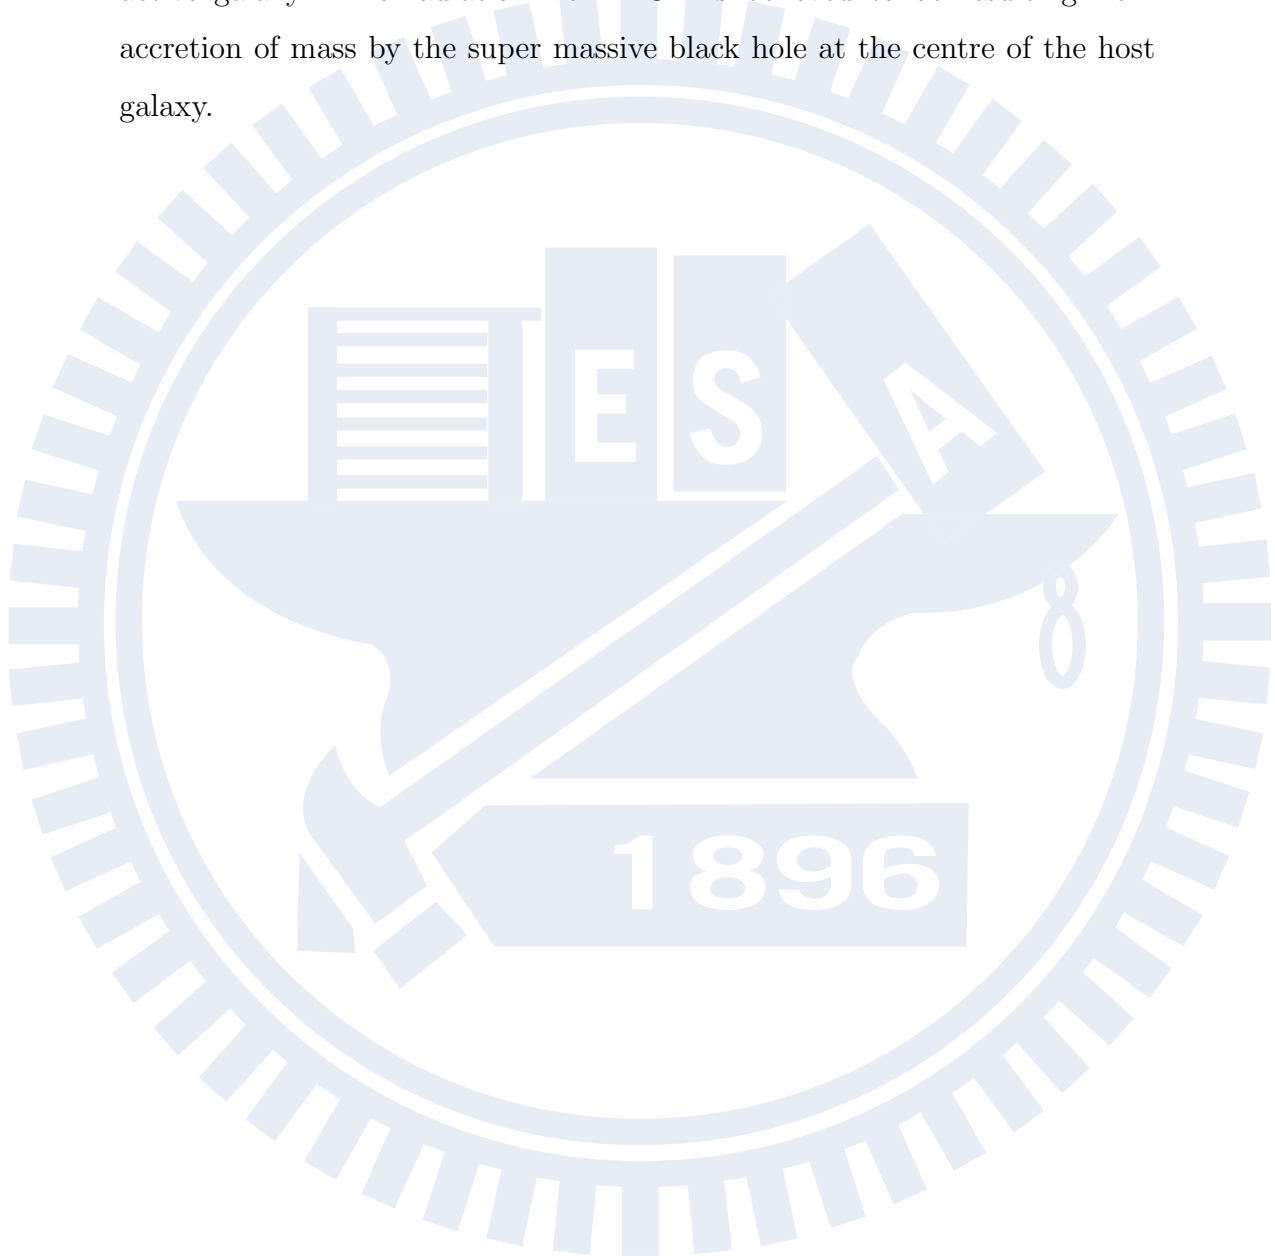 accretion of mass by the super massive black hole at the centre of the host
galaxy.
E S A
1896